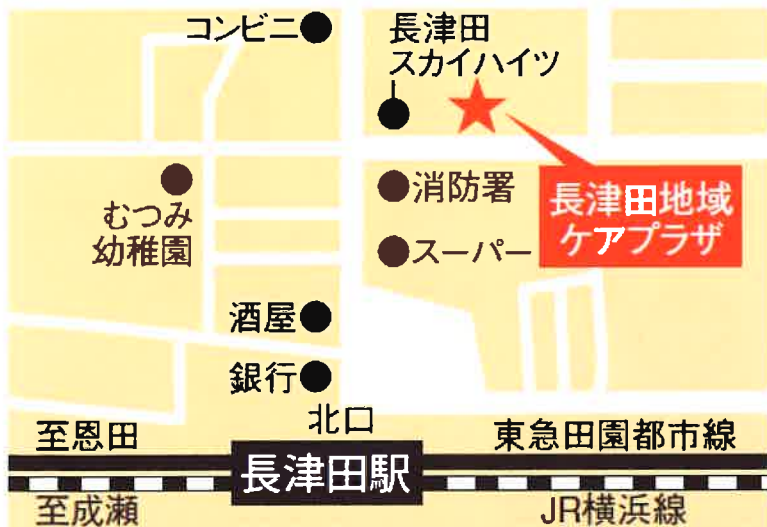 コンビニ
長津田
スカイハイツ
消防署
長津田地域
ケアプラザ
むつみ
幼稚園
スーパー
酒屋
銀行
北口
至恩田
東急田園都市線
長津田駅
至成瀬
JR横浜線